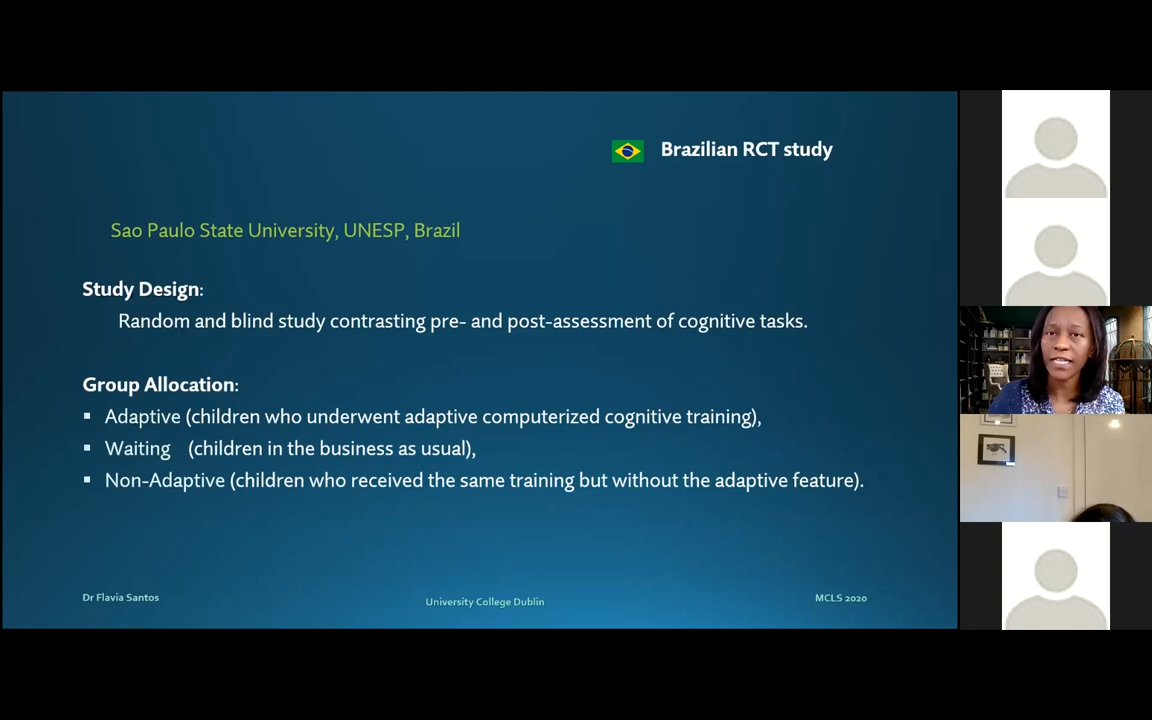 Brazilian RCT study
Sao Paulo State University, UNESP, Brazil
Study Design:
Random and blind study contrasting pre- and post-assessment of cognitive tasks.
Group Allocation:
▪ Adaptive (children who underwent adaptive computerized cognitive training),
▪ Waiting (children in the business as usual),
▪ Non-Adaptive (children who received the same training but without the adaptive feature).
Dr Flavia Santos
University College Dublin
MCLS 2020